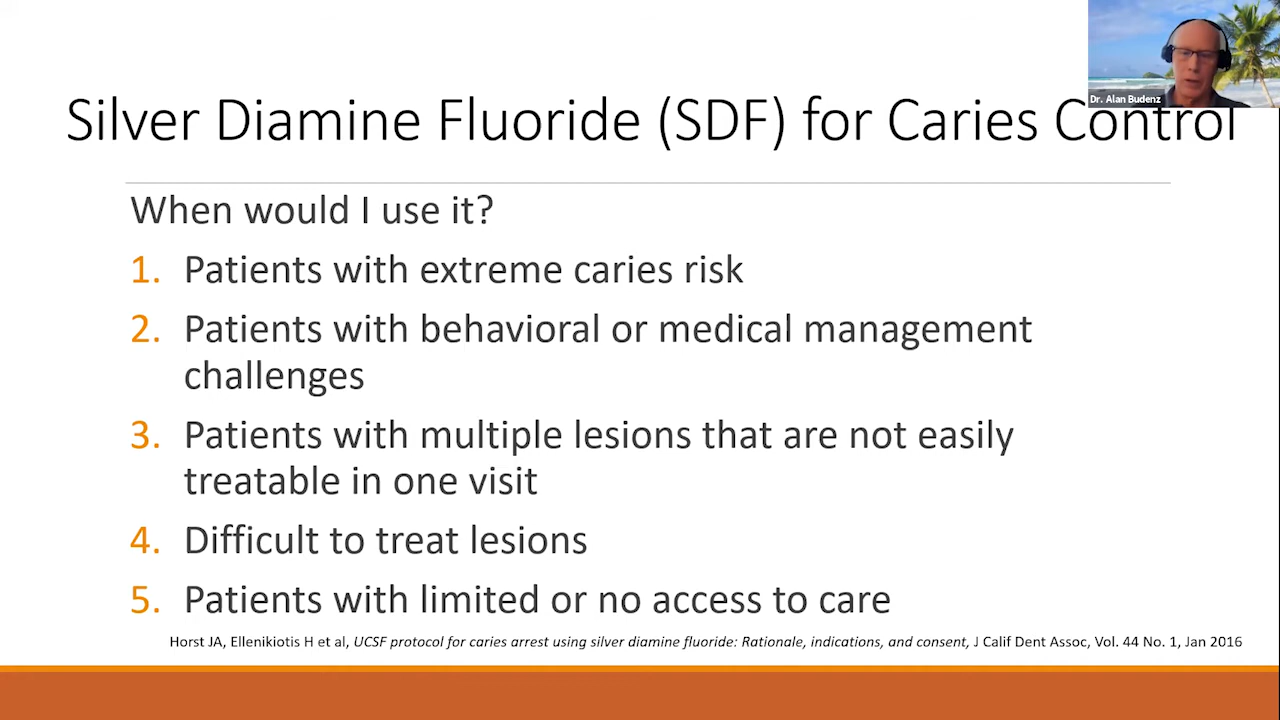 Dr. Alan Budenz
Silver Diamine Fluoride (SDF) for Caries Control
When would I use it?
1. Patients with extreme caries risk
2. Patients with behavioral or medical management
challenges
3. Patients with multiple lesions that are not easily
treatable in one visit
4. Difficult to treat lesions
5. Patients with limited or no access to care
Horst JA, Ellenikiotis H et al, UCSF protocol for caries arrest using silver diamine fluoride: Rationale, indications, and consent, J Calif Dent Assoc, Vol. 44 No. 1, Jan 2016